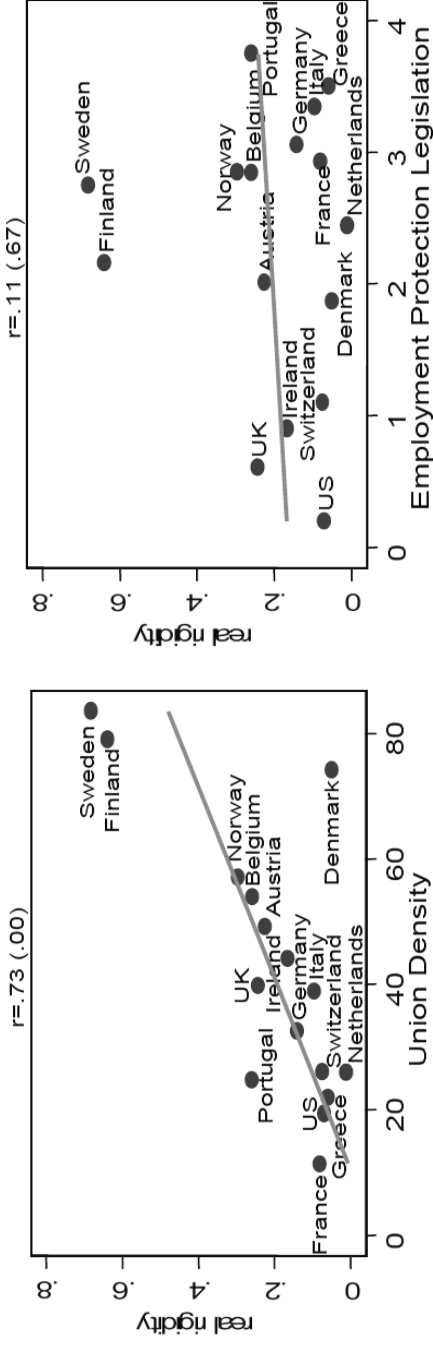 r=.73 (.00)
real rigidity
.8
.6
.4
.2
0
Sweden
Finland
Norway
Belgium
Austria
UK
Ireland
Germany
Italy
Portugal
Switzerland
Netherlands
US
Greece
France
Denmark
0 20 40 60 80
Union Density
r=.11 (.67)
real rigidity
.8
.6
.4
.2
0
Sweden
Finland
Norway
Belgium
Portugal
Austria
UK
Ireland
Switzerland
US
Germany
Italy
Greece
France
Netherlands
Denmark
0 1 2 3 4
Employment Protection Legislation